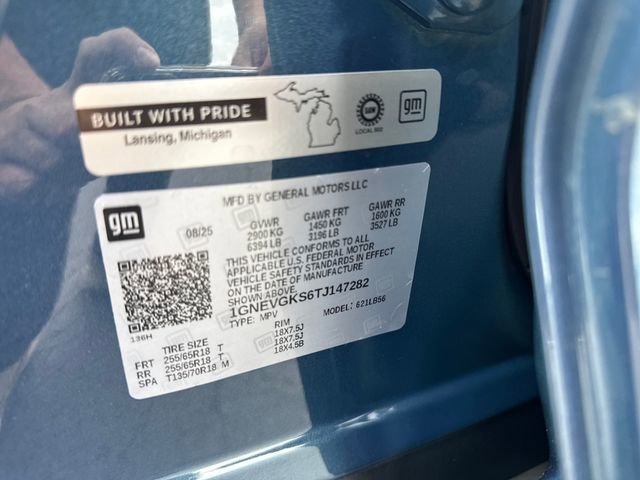 BUILT WITH PRIDE
Lansing, Michigan
LOCAL 602
gm
gm
MFD BY GENERAL MOTORS LLC
08/25
GVWR GAWR FRT GAWR RR
2900 KG 1450 KG 1600 KG
6394 LB 3196 LB 3527 LB
THIS VEHICLE CONFORMS TO ALL
APPLICABLE U.S. FEDERAL MOTOR
VEHICLE SAFETY STANDARDS IN EFFECT
ON THE DATE OF MANUFACTURE
1GNEVGKS6TJ147282
TYPE: MPV MODEL: 621LB56
136H
TIRE SIZE RIM
FRT 255/65R18 T 18X7.5J
RR 255/65R18 T 18X7.5J
SPA T135/70R18 M 18X4.5B